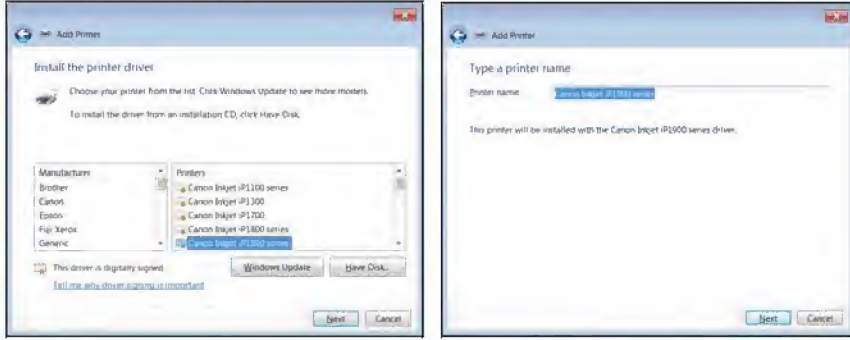 Add Printer
Install the printer driver
Choose your printer from the list. Click Windows Update to see more models.
To install the driver from an installation CD, click Have Disk.
Manufacturer
Brother
Canon
Epson
Fuji Xerox
Generic
Printers
Canon Inkjet iP1100 series
Canon Inkjet iP1300
Canon Inkjet iP1700
Canon Inkjet iP1800 series
Canon Inkjet iP1900 series
This driver is digitally signed.
Tell me why driver signing is important
Windows Update
Have Disk...
Next
Cancel
Add Printer
Type a printer name
Printer name:
Canon Inkjet iP1900 series
This printer will be installed with the Canon Inkjet iP1900 series driver.
Next
Cancel